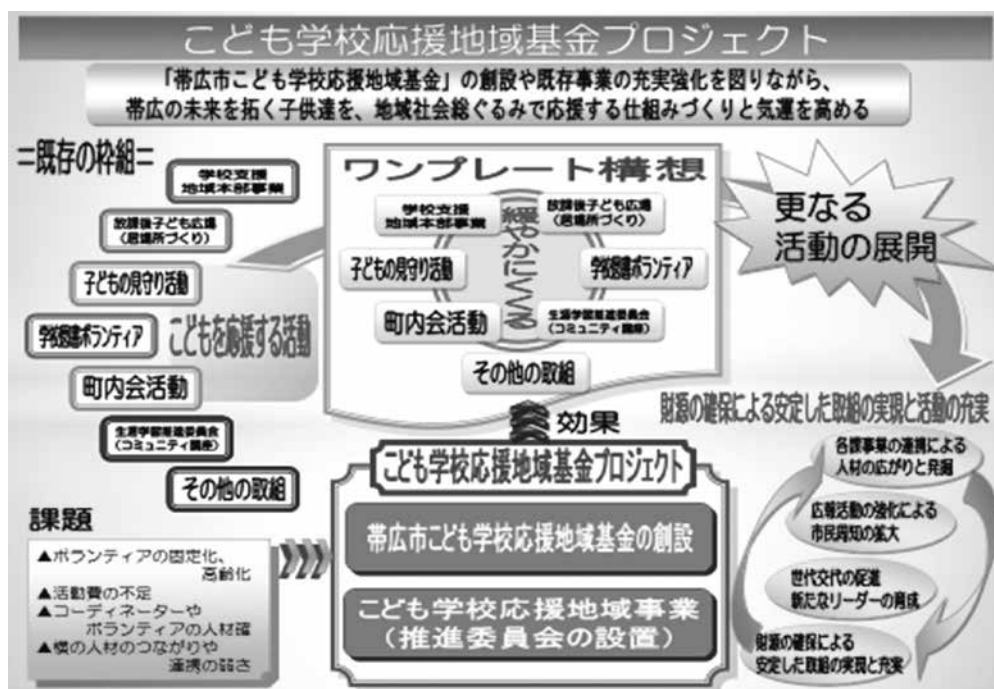 こども学校応援地域基金プロジェクト
「帯広市こども学校応援地域基金」の創設や既存事業の充実強化を図りながら、
帯広の未来を拓く子供達を、地域社会総ぐるみで応援する仕組みづくりと気運を高める
=既存の枠組=
学校支援
地域本部事業
放課後子ども広場
(居場所づくり)
子どもの見守り活動
学校図書ボランティア
こどもを応援する活動
町内会活動
生涯学習推進委員会
(コミュニティ講座)
その他の取組
課題
▲ボランティアの固定化、
高齢化
▲活動費の不足
▲コーディネーターや
ボランティアの人材確
▲横の人材のつながりや
連携の弱さ
ワンプレート構想
学校支援
地域本部事業
放課後子ども広場
(居場所づくり)
緩やかにくくる
子どもの見守り活動
学校図書ボランティア
町内会活動
生涯学習推進委員会
(コミュニティ講座)
その他の取組
効果
こども学校応援地域基金プロジェクト
帯広市こども学校応援地域基金の創設
こども学校応援地域事業
(推進委員会の設置)
更なる
活動の展開
財源の確保による安定した取組の実現と活動の充実
各課事業の連携による
人材の広がりと発掘
広報活動の強化による
市民周知の拡大
世代交代の促進
新たなリーダーの育成
財源の確保による
安定した取組の実現と充実